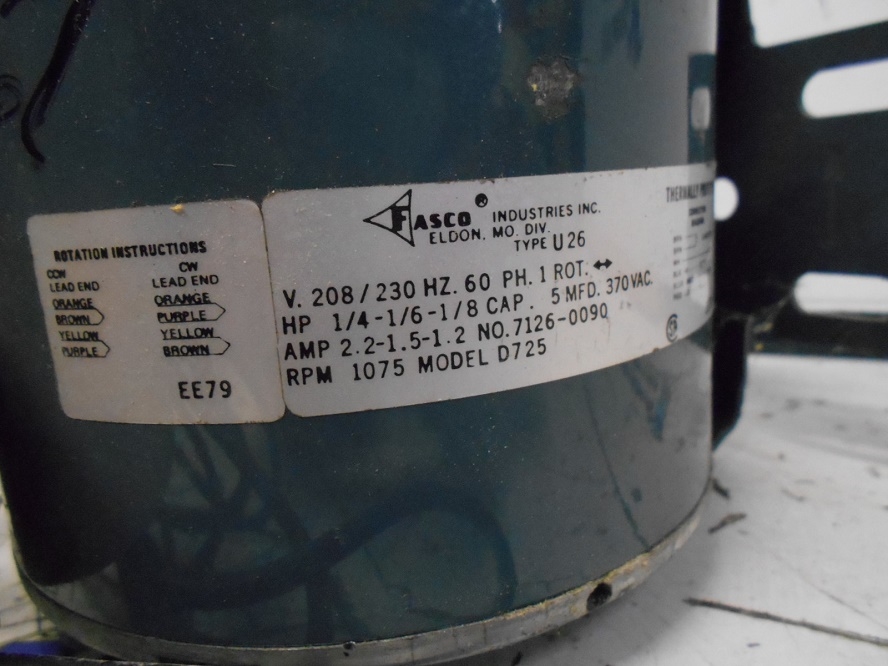 ROTATION INSTRUCTIONS
CCW CW
LEAD END LEAD END
ORANGE ORANGE
BROWN PURPLE
YELLOW YELLOW
PURPLE BROWN
EE79
FASCO® INDUSTRIES INC.
ELDON, MO. DIV.
TYPE U26
V. 208/230 HZ. 60 PH. 1 ROT. ↔
HP 1/4-1/6-1/8 CAP. 5 MFD. 370 VAC.
AMP 2.2-1.5-1.2 NO. 7126-0090
RPM 1075 MODEL D725
THERMALLY